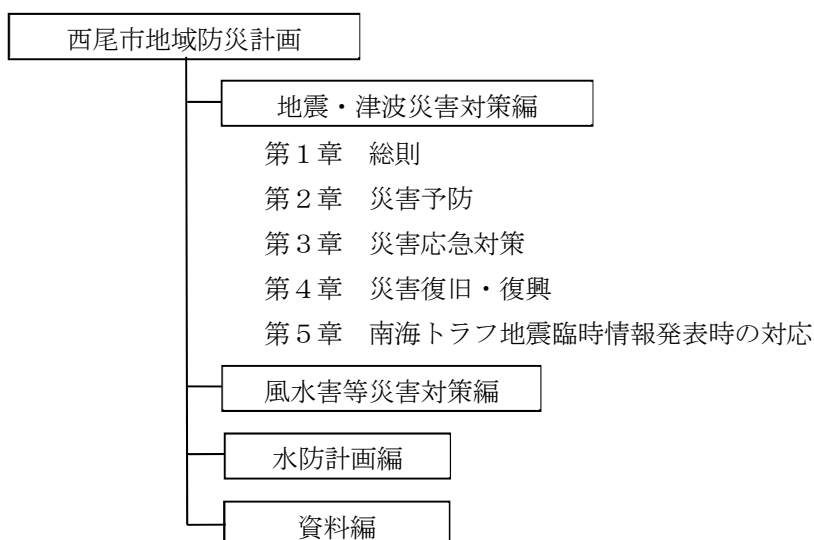 西尾市地域防災計画
地震・津波災害対策編
第１章　総則
第２章　災害予防
第３章　災害応急対策
第４章　災害復旧・復興
第５章　南海トラフ地震臨時情報発表時の対応
風水害等災害対策編
水防計画編
資料編